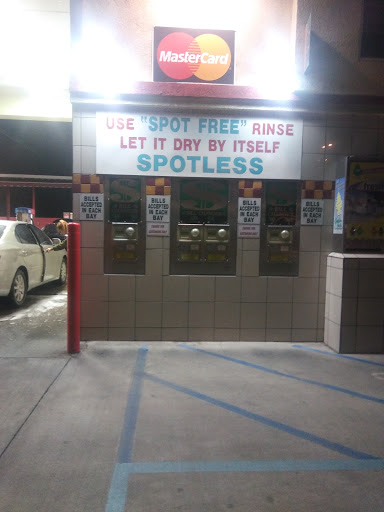 MasterCard
USE "SPOT FREE" RINSE
LET IT DRY BY ITSELF
SPOTLESS
BILLS
ACCEPTED
IN EACH
BAY
BILLS
ACCEPTED
IN EACH
BAY
BILLS
ACCEPTED
IN EACH
BAY
BILLS
ACCEPTED
IN EACH
BAY